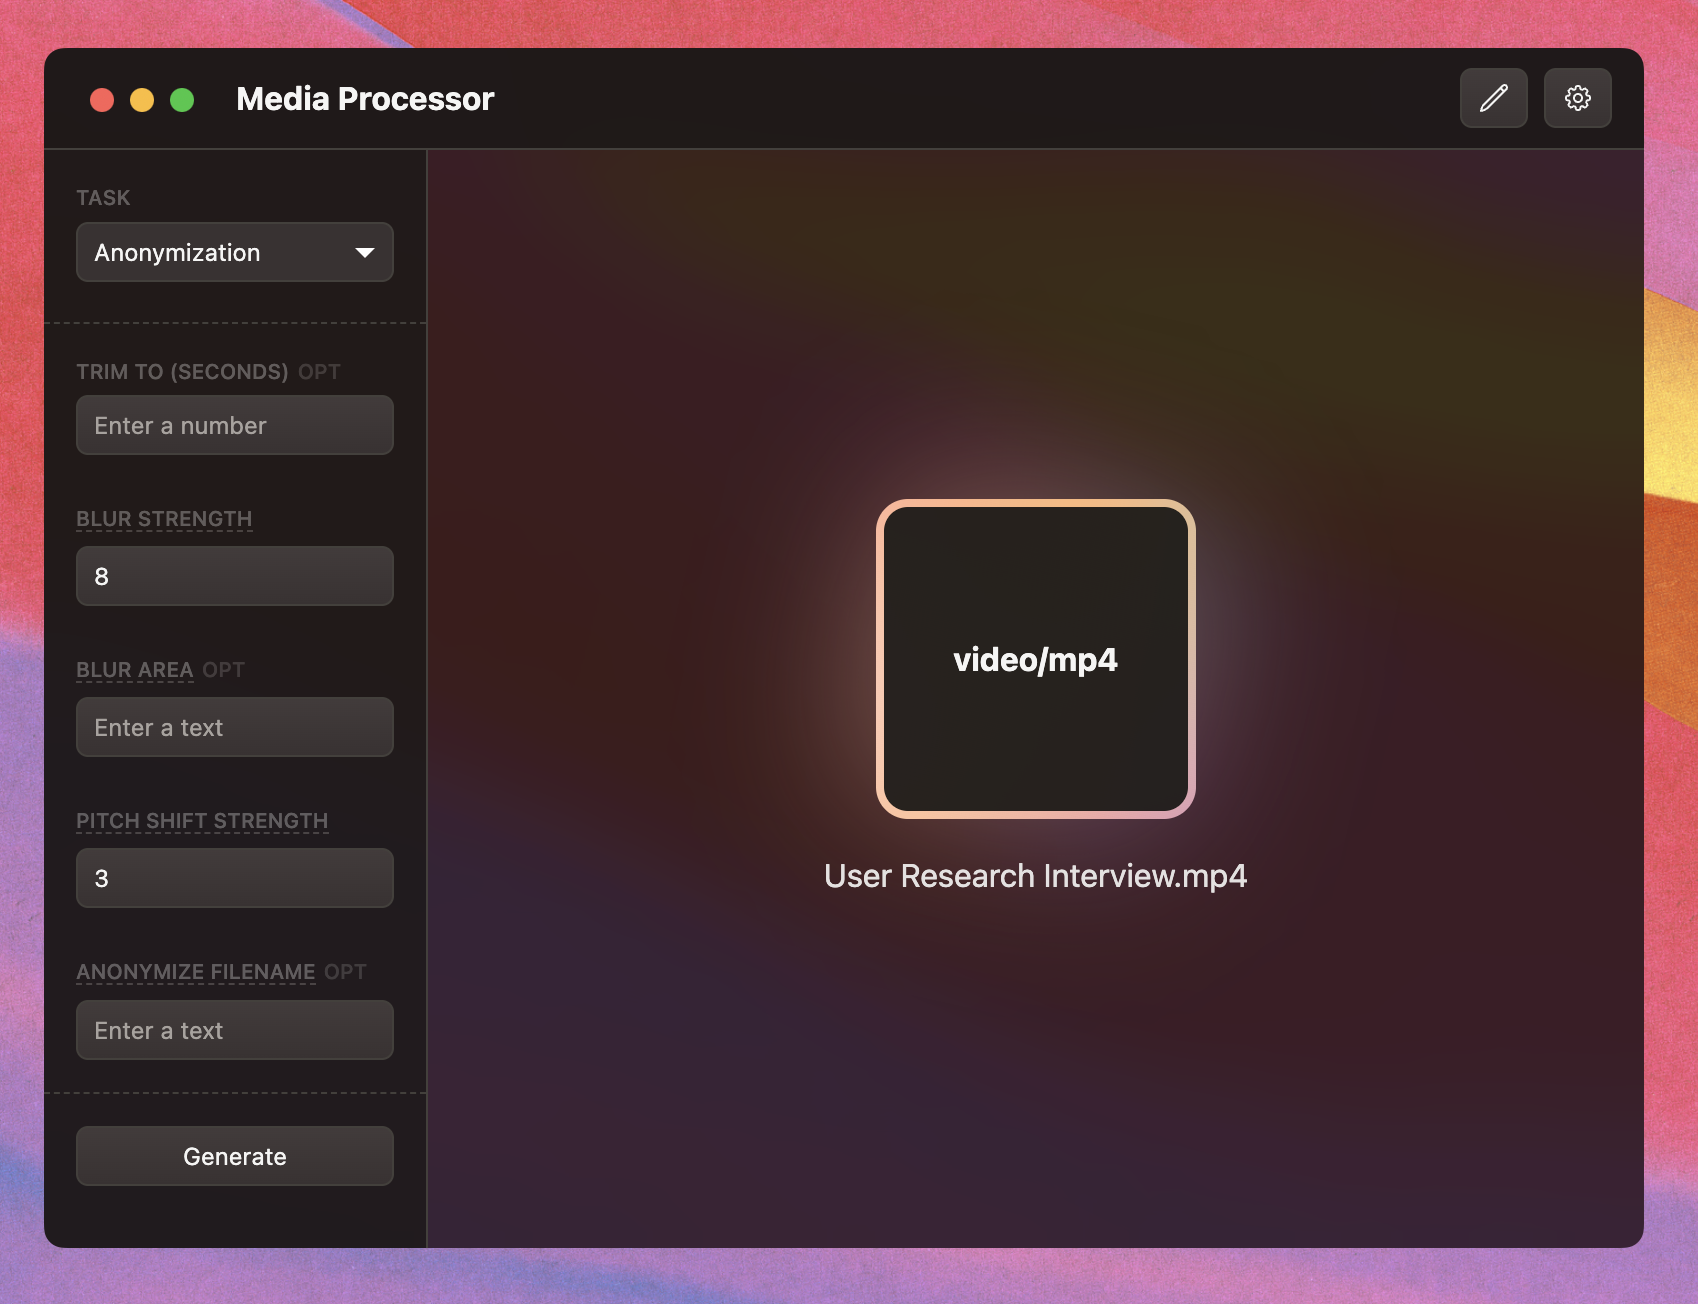 Media Processor
TASK
Anonymization
TRIM TO (SECONDS) OPT
Enter a number
BLUR STRENGTH
8
BLUR AREA OPT
Enter a text
PITCH SHIFT STRENGTH
3
ANONYMIZE FILENAME OPT
Enter a text
Generate
video/mp4
User Research Interview.mp4